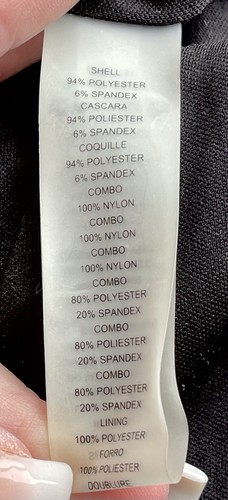 SHELL
94% POLYESTER
6% SPANDEX
CASCARA
94% POLIESTER
6% SPANDEX
COQUILLE
94% POLYESTER
6% SPANDEX
COMBO
100% NYLON
COMBO
100% NYLON
COMBO
100% NYLON
COMBO
80% POLYESTER
20% SPANDEX
COMBO
80% POLIESTER
20% SPANDEX
COMBO
80% POLYESTER
20% SPANDEX
LINING
100% POLYESTER
FORRO
100% POLIESTER
DOUBLURE